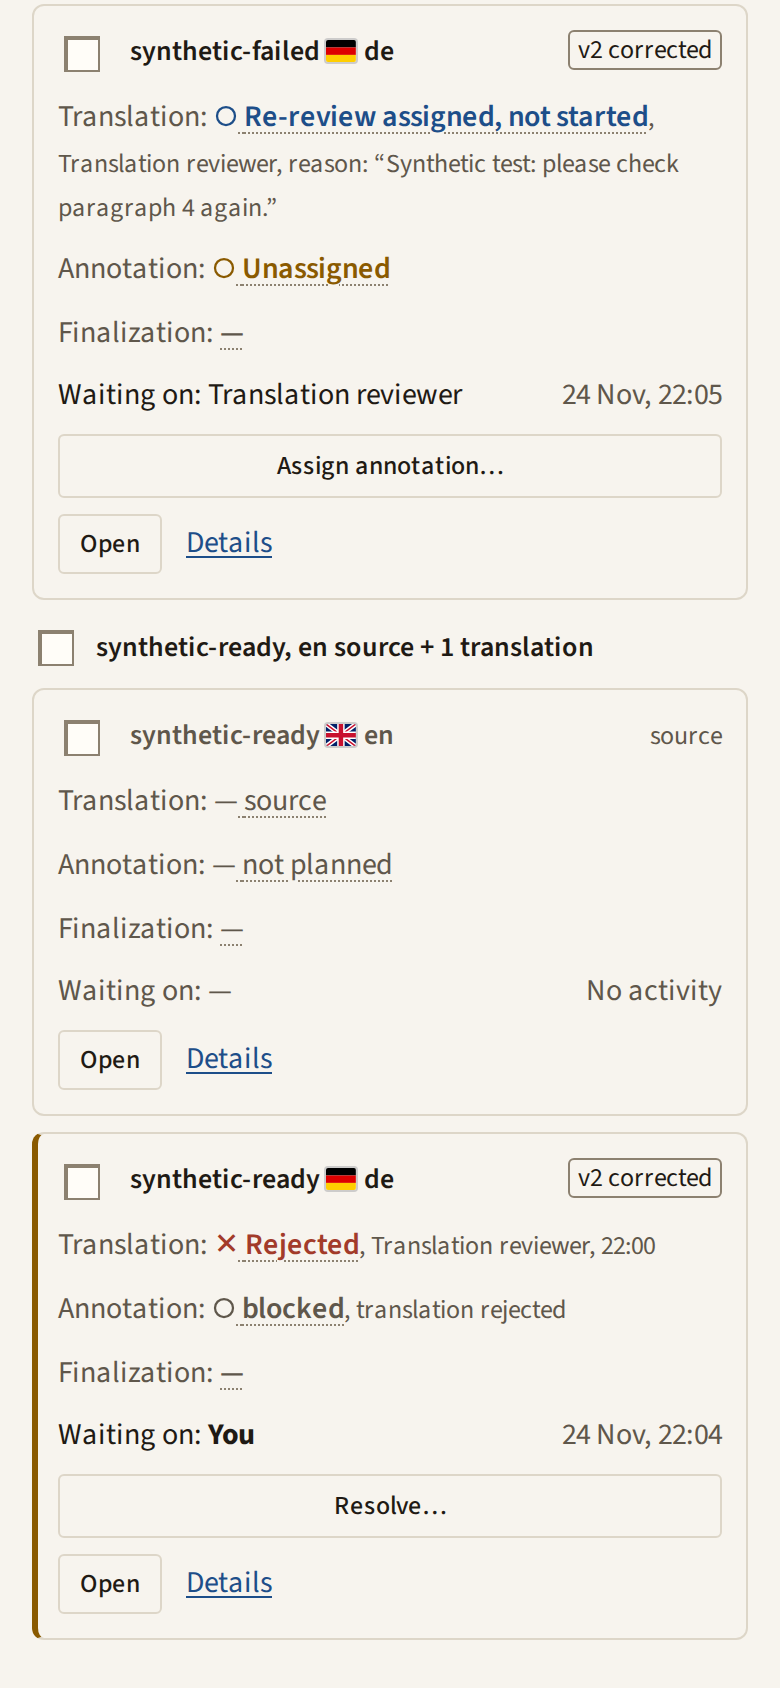 synthetic-failed de v2 corrected
Translation: Re-review assigned, not started,
Translation reviewer, reason: “Synthetic test: please check
paragraph 4 again.”
Annotation: Unassigned
Finalization: —
Waiting on: Translation reviewer 24 Nov, 22:05
Assign annotation…
Open Details
synthetic-ready, en source + 1 translation
synthetic-ready en source
Translation: — source
Annotation: — not planned
Finalization: —
Waiting on: — No activity
Open Details
synthetic-ready de v2 corrected
Translation: ✕ Rejected, Translation reviewer, 22:00
Annotation: blocked, translation rejected
Finalization: —
Waiting on: You 24 Nov, 22:04
Resolve…
Open Details